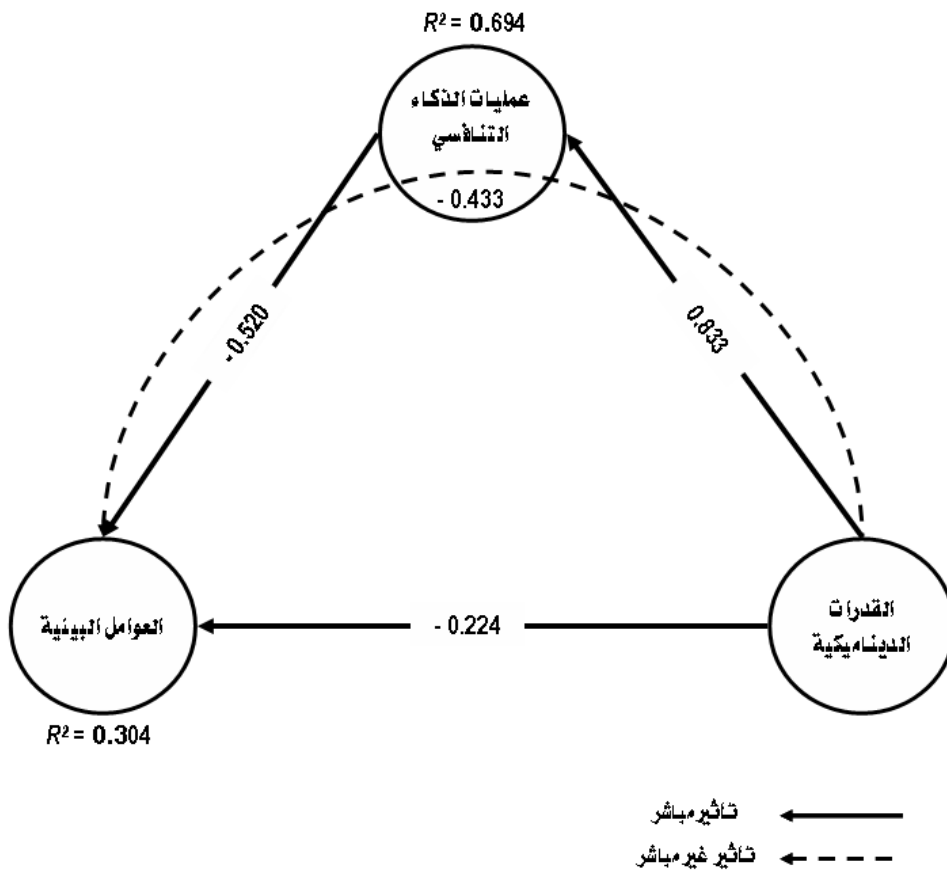 R² = 0.694
عمليات الذكاء
التنافسي
- 0.433
- 0.520
0.833
القدرات
الديناميكية
- 0.224
العوامل البيئية
R² = 0.304
تأثير مباشر
تأثير غير مباشر